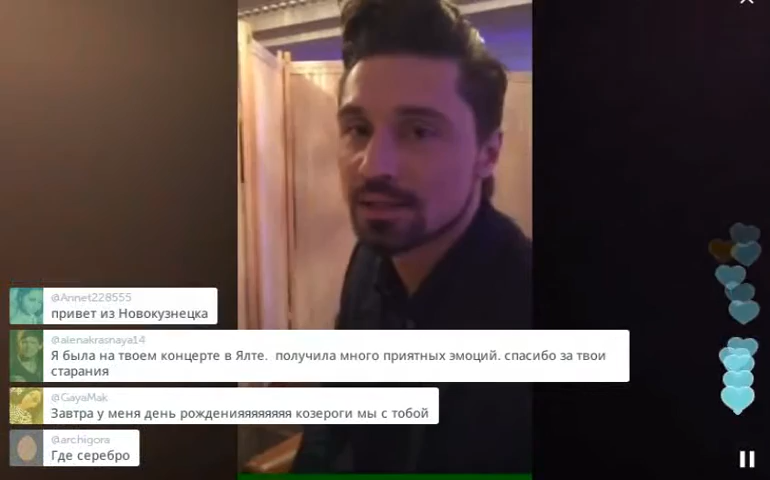 @Annet228555
привет из Новокузнецка
@alenakrasnaya14
Я была на твоем концерте в Ялте. получила много приятных эмоций. спасибо за твои
старания
@GayaMak
Завтра у меня день рожденияяяяяяяя козероги мы с тобой
@archigora
Где серебро